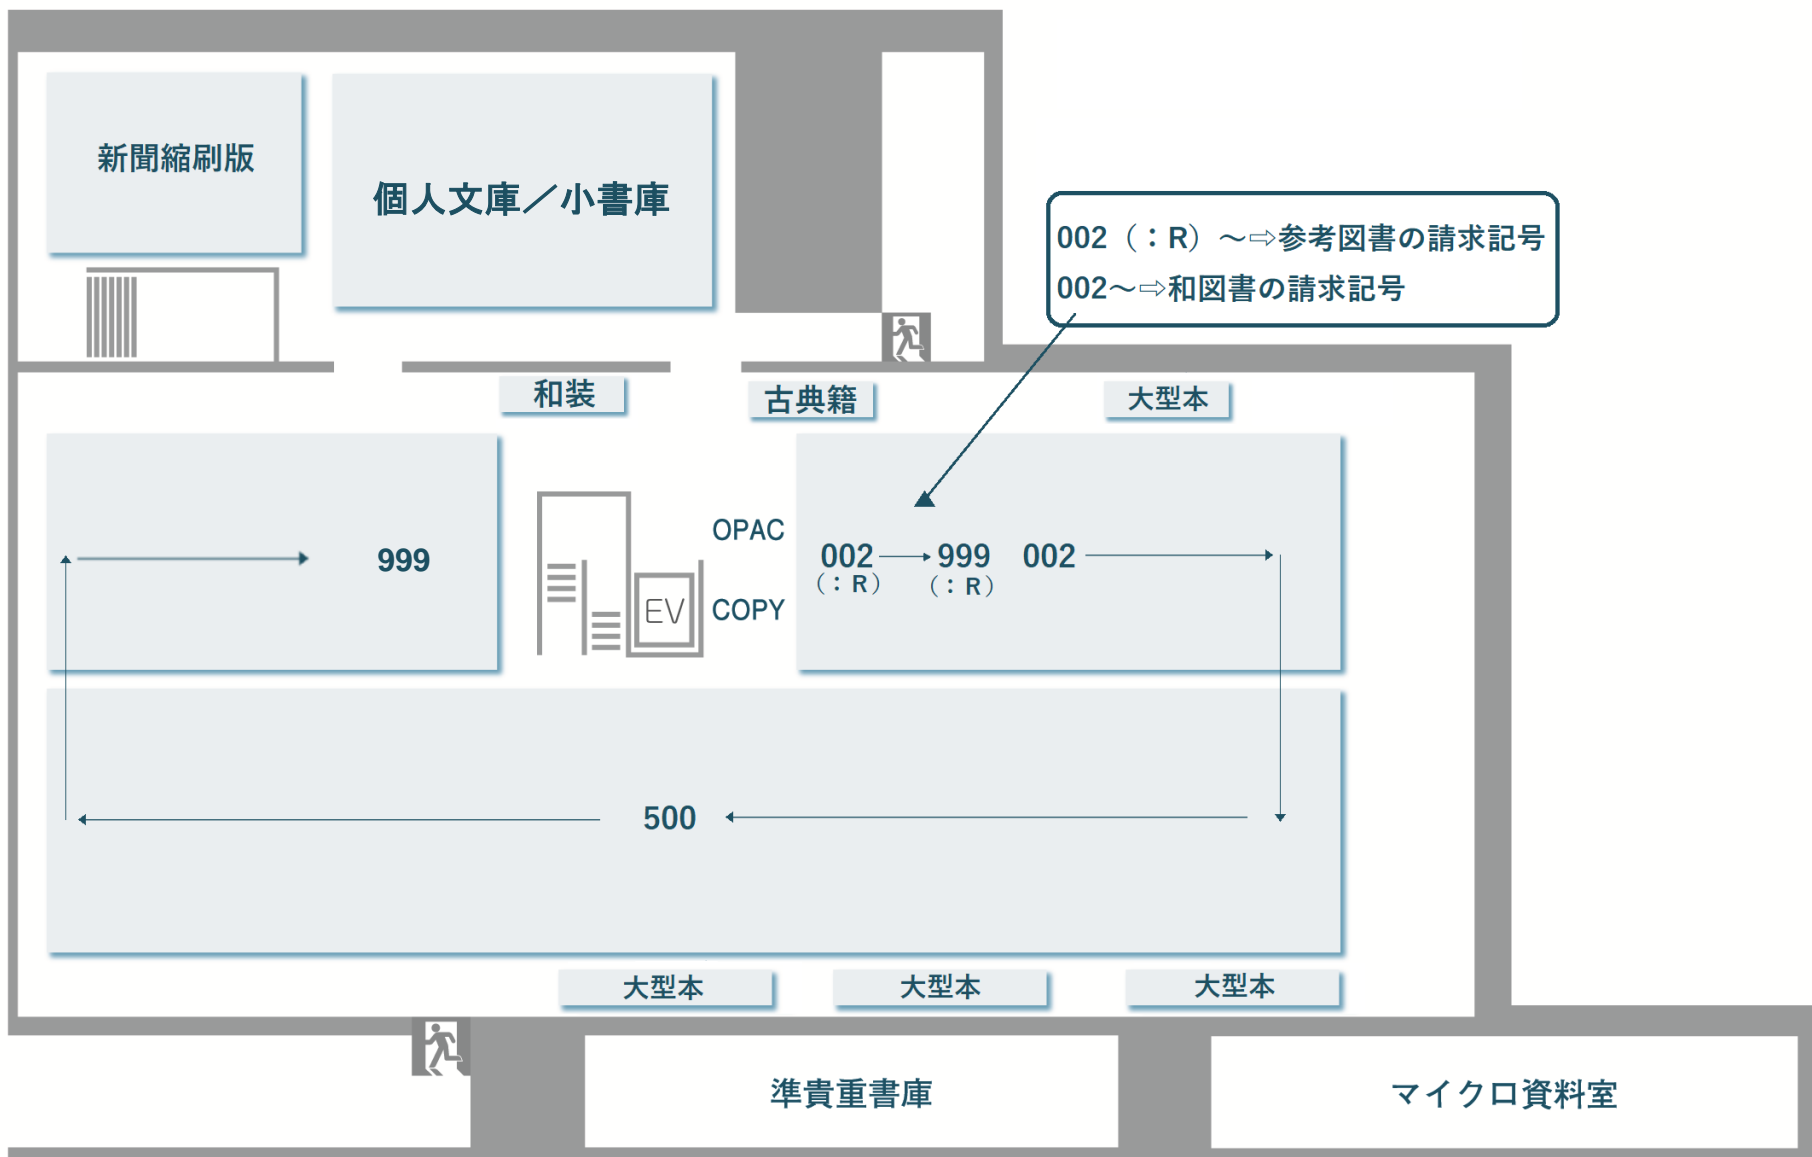 新聞縮刷版
個人文庫／小書庫
002（：R）～⇨参考図書の請求記号
002～⇨和図書の請求記号
和装
古典籍
大型本
999
OPAC
COPY
EV
002
（：R）
999
（：R）
002
500
大型本
大型本
大型本
準貴重書庫
マイクロ資料室